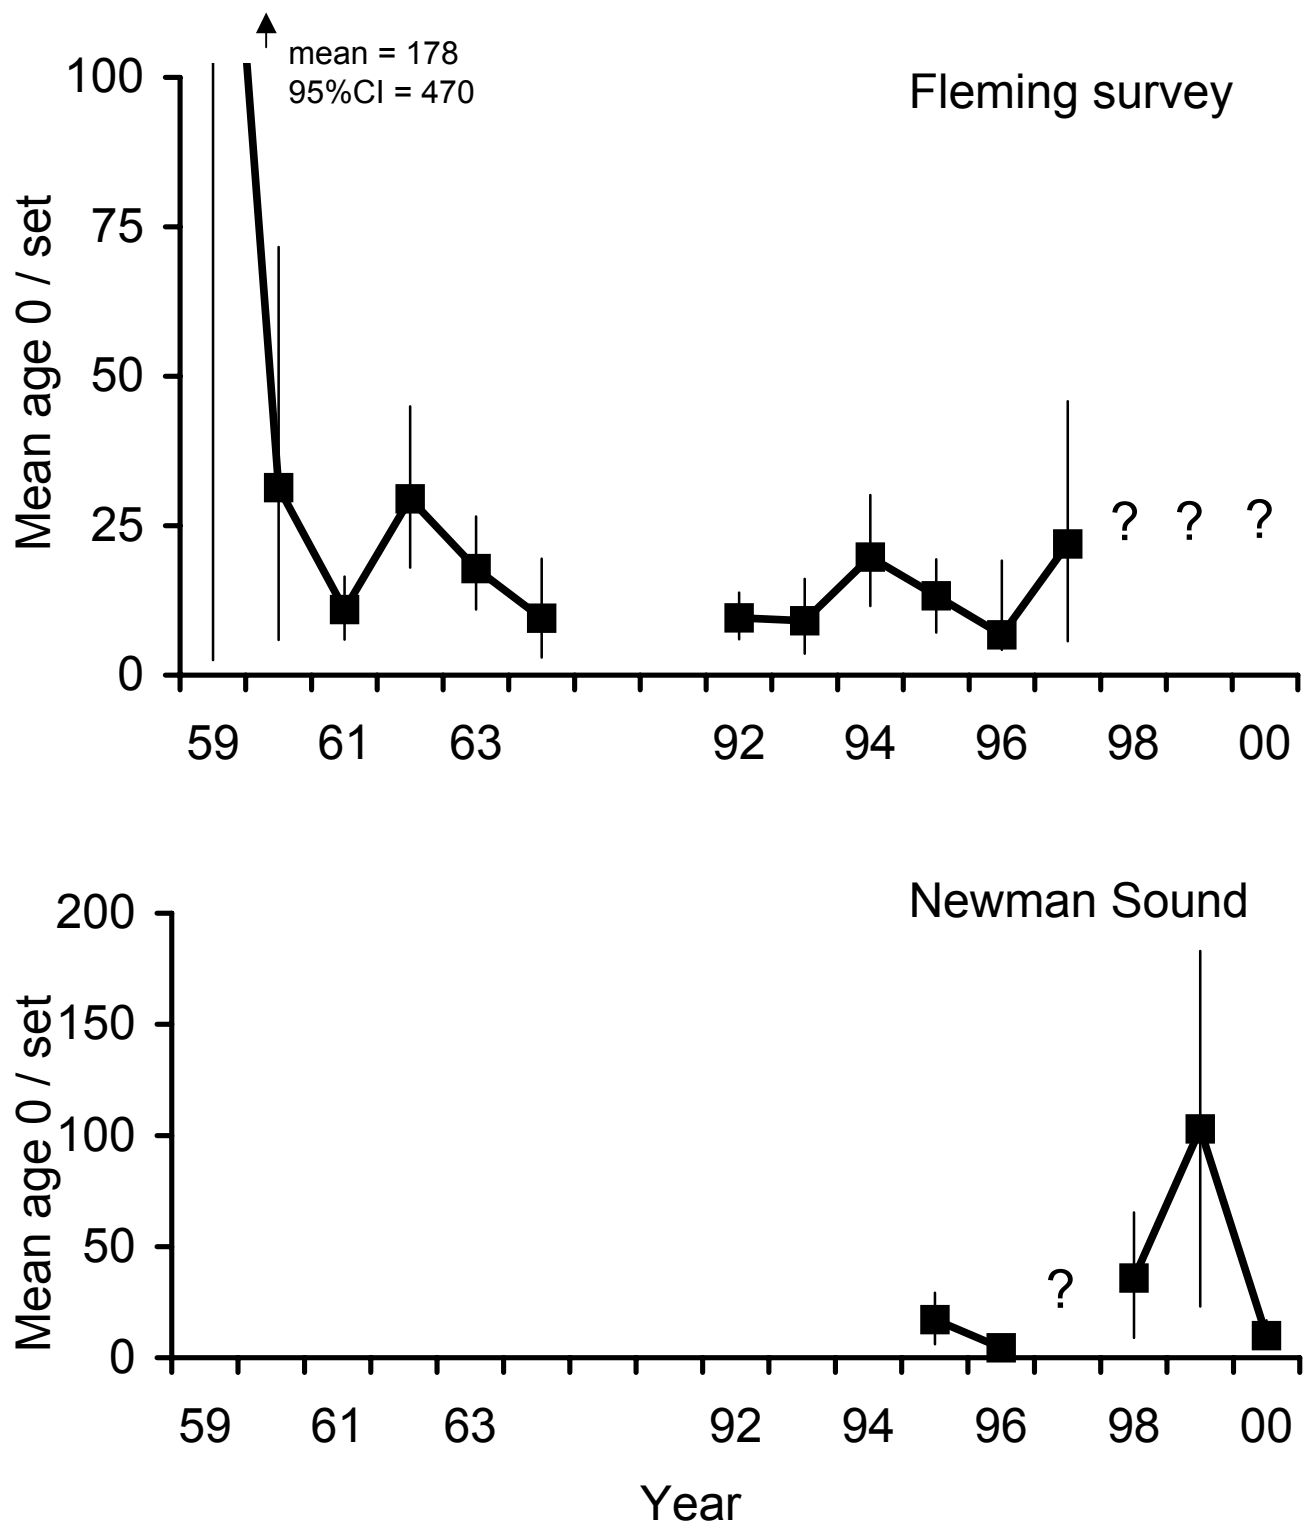 mean = 178
95%CI = 470
Fleming survey
Mean age 0 / set
100
75
50
25
0
? ? ?
59 61 63 92 94 96 98 00
Newman Sound
Mean age 0 / set
200
150
100
50
0
?
59 61 63 92 94 96 98 00
Year